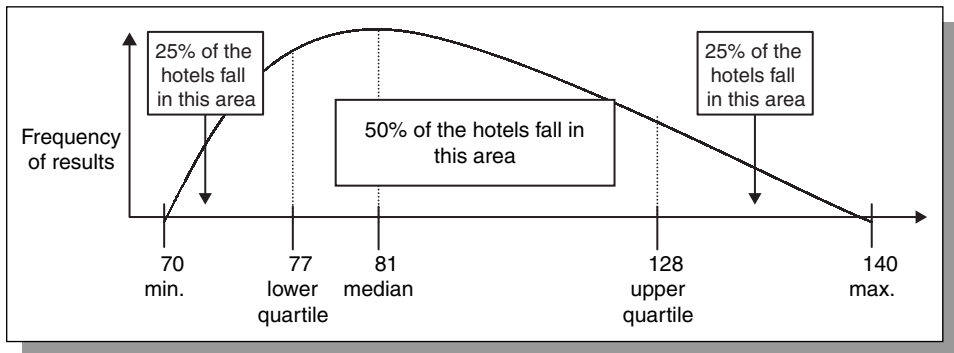 25% of the
hotels fall
in this area
25% of the
hotels fall
in this area
Frequency
of results
50% of the hotels fall in
this area
70
min.
77
lower
quartile
81
median
128
upper
quartile
140
max.